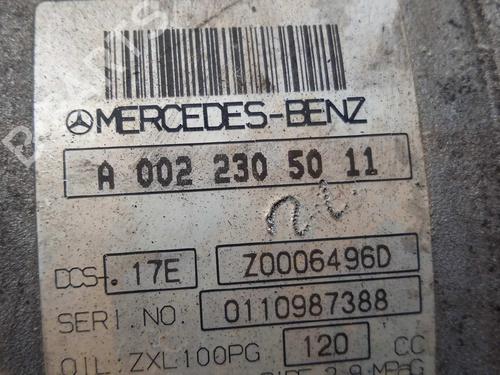 MERCEDES-BENZ
A 002 230 50 11
DCS-.17E Z0006496D
SERI.NO. 0110987388
OIL:ZXL100PG 120 CC